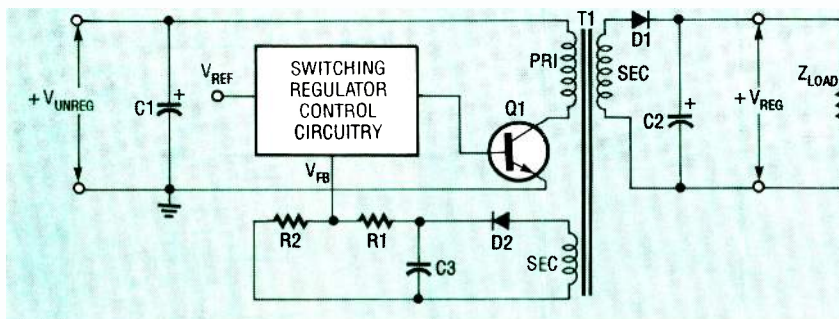 T1
D1
PRI
SEC
V_REF
SWITCHING
REGULATOR
CONTROL
CIRCUITRY
Q1
Z_LOAD
+ V_UNREG
C1
+
C2
+
+ V_REG
V_FB
R2
R1
D2
C3
SEC